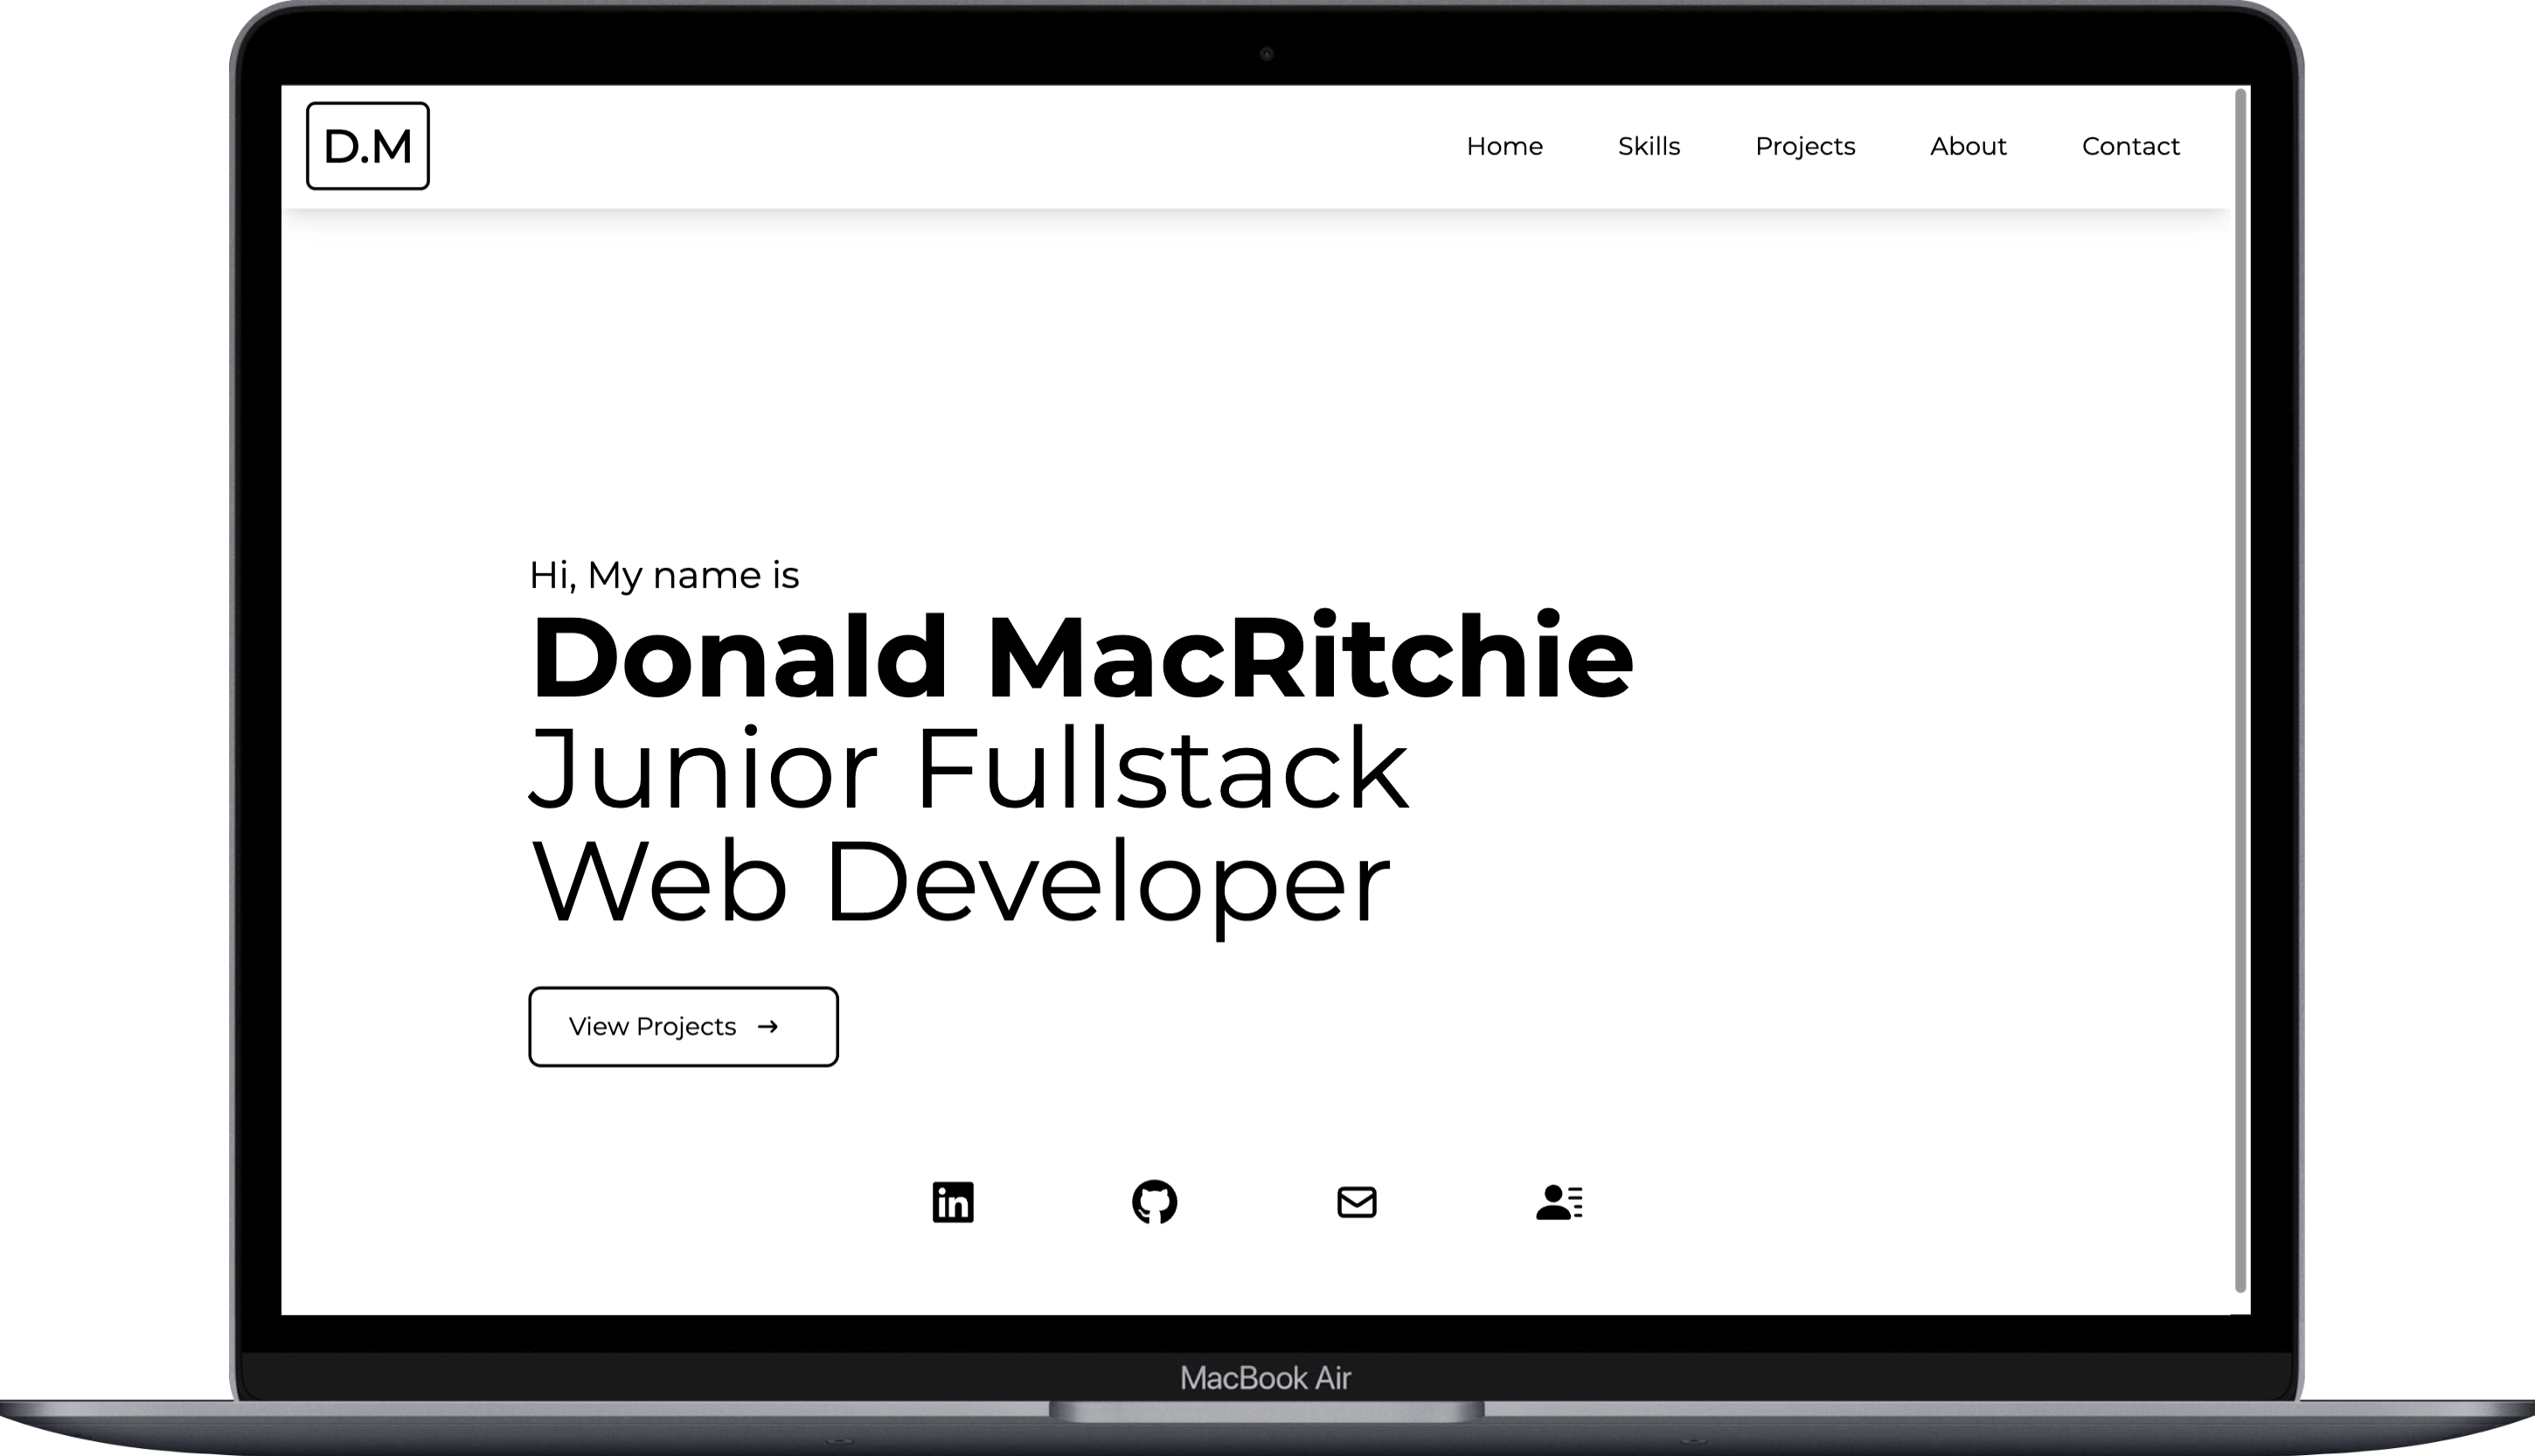 D.M
Home Skills Projects About Contact
Hi, My name is
Donald MacRitchie
Junior Fullstack
Web Developer
View Projects →
in
MacBook Air